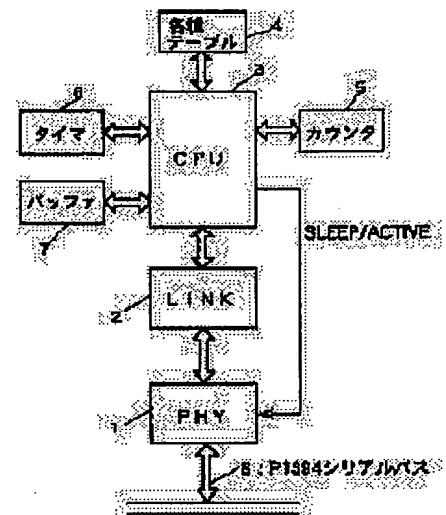 各種
テーブル
4
3
6
タイマ
CPU
5
カウンタ
バッファ
7
SLEEP/ACTIVE
2
LINK
1
PHY
8:P1394シリアルバス